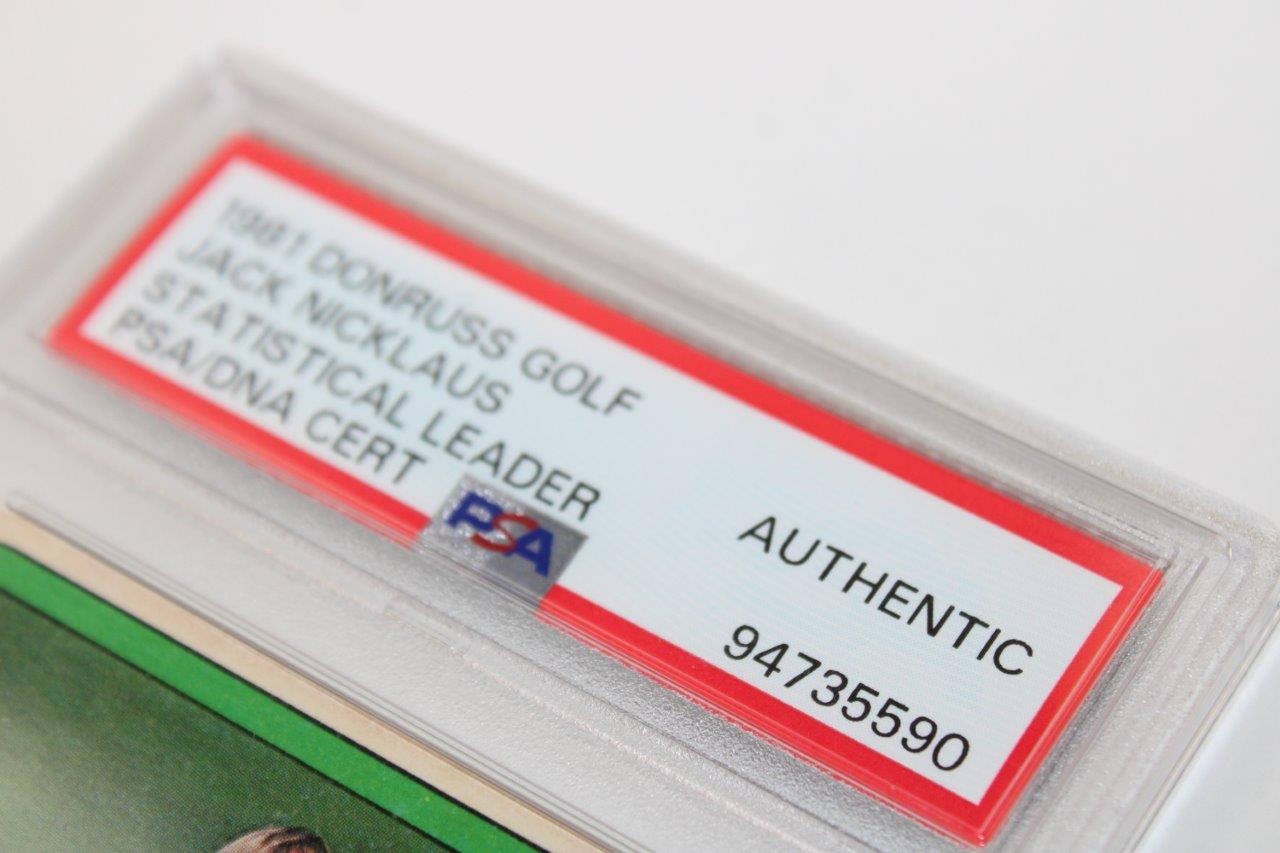 1981 DONRUSS GOLF
JACK NICKLAUS
STATISTICAL LEADER
PSA/DNA CERT
PSA
AUTHENTIC
94735590